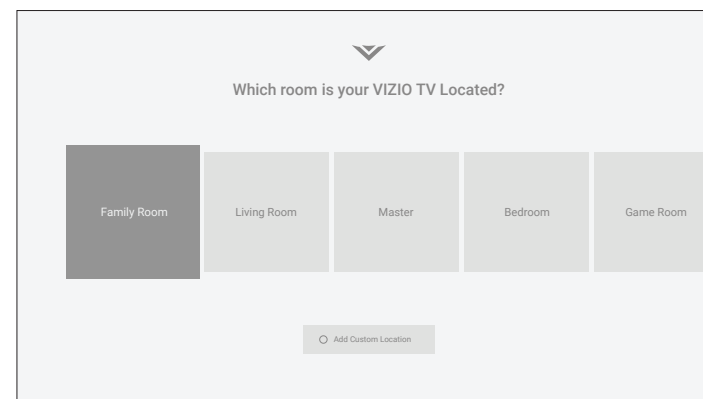 Which room is your VIZIO TV Located?
Family Room
Living Room
Master
Bedroom
Game Room
Add Custom Location